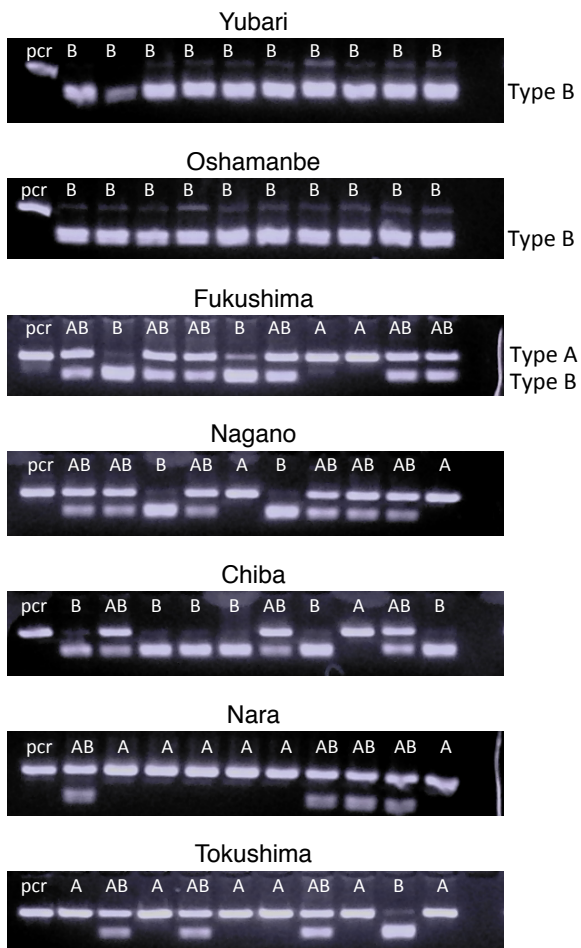 Yubari
pcr B B B B B B B B B B
Type B
Oshamanbe
pcr B B B B B B B B B B
Type B
Fukushima
pcr AB B AB AB B AB A A AB AB
Type A
Type B
Nagano
pcr AB AB B AB A B AB AB AB A
Chiba
pcr B AB B B B AB B A AB B
Nara
pcr AB A A A A A AB AB AB A
Tokushima
pcr A AB A AB A A AB A B A